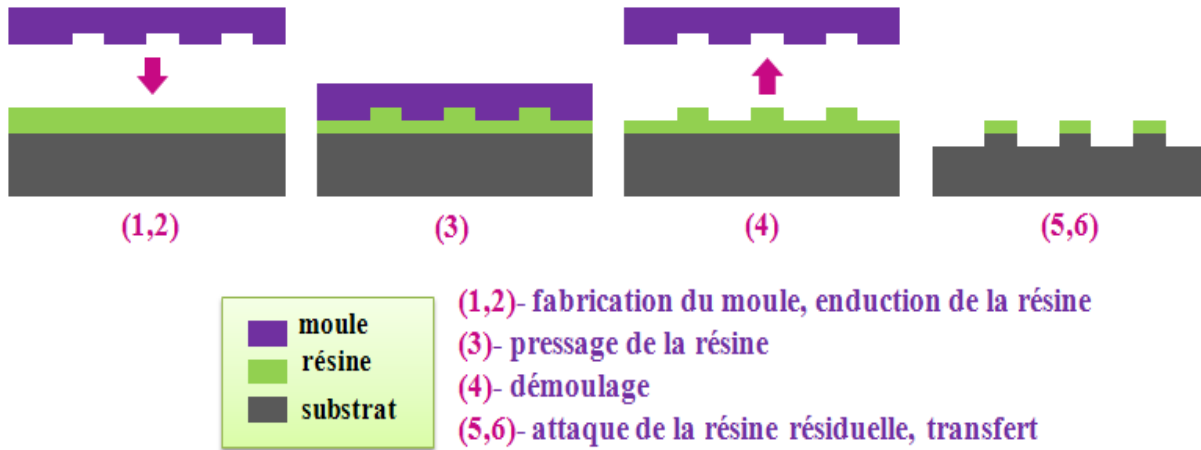 (1,2)
(3)
(4)
(5,6)
moule
résine
substrat
(1,2)- fabrication du moule, enduction de la résine
(3)- pressage de la résine
(4)- démoulage
(5,6)- attaque de la résine résiduelle, transfert